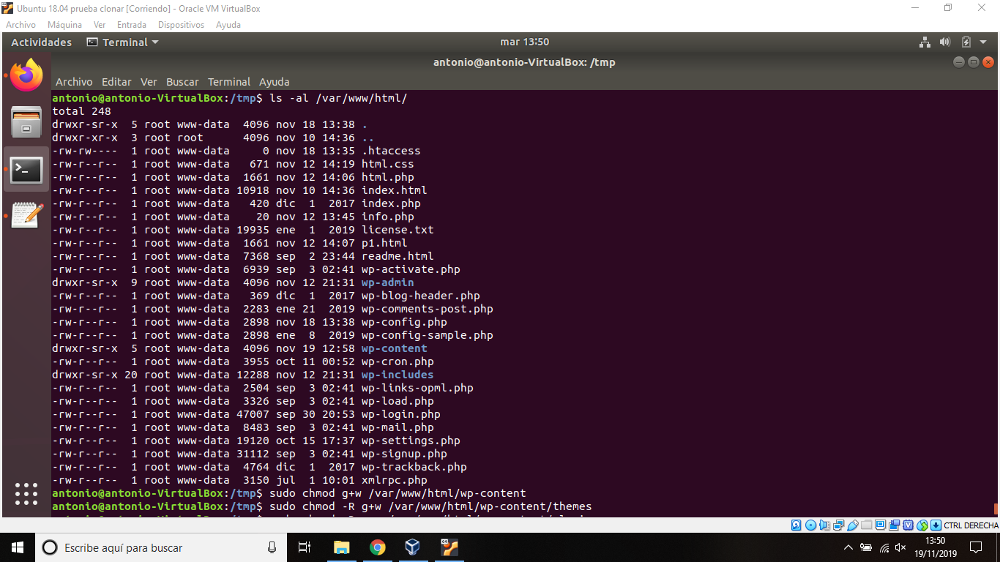 Ubuntu 18.04 prueba clonar [Corriendo] - Oracle VM VirtualBox
Archivo Máquina Ver Entrada Dispositivos Ayuda
Actividades Terminal mar 13:50
antonio@antonio-VirtualBox: /tmp
Archivo Editar Ver Buscar Terminal Ayuda
antonio@antonio-VirtualBox:/tmp$ ls -al /var/www/html/
total 248
drwxr-sr-x  5 root www-data  4096 nov 18 13:38 .
drwxr-xr-x  3 root root      4096 nov 10 14:36 ..
-rw-rw----  1 root www-data     0 nov 18 13:35 .htaccess
-rw-r--r--  1 root www-data   671 nov 12 14:19 html.css
-rw-r--r--  1 root www-data  1661 nov 12 14:06 html.php
-rw-r--r--  1 root www-data 10918 nov 10 14:36 index.html
-rw-r--r--  1 root www-data   420 dic  1  2017 index.php
-rw-r--r--  1 root www-data    20 nov 12 13:45 info.php
-rw-r--r--  1 root www-data 19935 ene  1  2019 license.txt
-rw-r--r--  1 root www-data  1661 nov 12 14:07 p1.html
-rw-r--r--  1 root www-data  7368 sep  2 23:44 readme.html
-rw-r--r--  1 root www-data  6939 sep  3 02:41 wp-activate.php
drwxr-sr-x  9 root www-data  4096 nov 12 21:31 wp-admin
-rw-r--r--  1 root www-data   369 dic  1  2017 wp-blog-header.php
-rw-r--r--  1 root www-data  2283 ene 21  2019 wp-comments-post.php
-rw-r--r--  1 root www-data  2898 nov 18 13:38 wp-config.php
-rw-r--r--  1 root www-data  2898 ene  8  2019 wp-config-sample.php
drwxr-sr-x  5 root www-data  4096 nov 19 12:58 wp-content
-rw-r--r--  1 root www-data  3955 oct 11 00:52 wp-cron.php
drwxr-sr-x 20 root www-data 12288 nov 12 21:31 wp-includes
-rw-r--r--  1 root www-data  2504 sep  3 02:41 wp-links-opml.php
-rw-r--r--  1 root www-data  3326 sep  3 02:41 wp-load.php
-rw-r--r--  1 root www-data 47007 sep 30 20:53 wp-login.php
-rw-r--r--  1 root www-data  8483 sep  3 02:41 wp-mail.php
-rw-r--r--  1 root www-data 19120 oct 15 17:37 wp-settings.php
-rw-r--r--  1 root www-data 31112 sep  3 02:41 wp-signup.php
-rw-r--r--  1 root www-data  4764 dic  1  2017 wp-trackback.php
-rw-r--r--  1 root www-data  3150 jul  1 10:01 xmlrpc.php
antonio@antonio-VirtualBox:/tmp$ sudo chmod g+w /var/www/html/wp-content
antonio@antonio-VirtualBox:/tmp$ sudo chmod -R g+w /var/www/html/wp-content/themes
CTRL DERECHA
Escribe aquí para buscar
13:50
19/11/2019